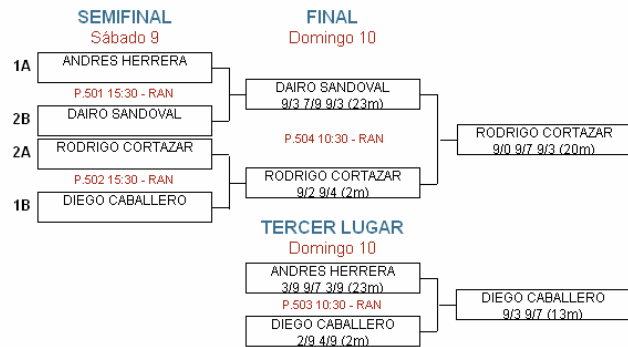 SEMIFINAL
Sábado 9
1A
ANDRES HERRERA
P.501 15:30 - RAN
2B
DAIRO SANDOVAL
2A
RODRIGO CORTAZAR
P.502 15:30 - RAN
1B
DIEGO CABALLERO
FINAL
Domingo 10
DAIRO SANDOVAL
9/3 7/9 9/3 (23m)
P.504 10:30 - RAN
RODRIGO CORTAZAR
9/2 9/4 (2m)
RODRIGO CORTAZAR
9/0 9/7 9/3 (20m)
TERCER LUGAR
Domingo 10
ANDRES HERRERA
3/9 9/7 3/9 (23m)
P.503 10:30 - RAN
DIEGO CABALLERO
2/9 4/9 (2m)
DIEGO CABALLERO
9/3 9/7 (13m)